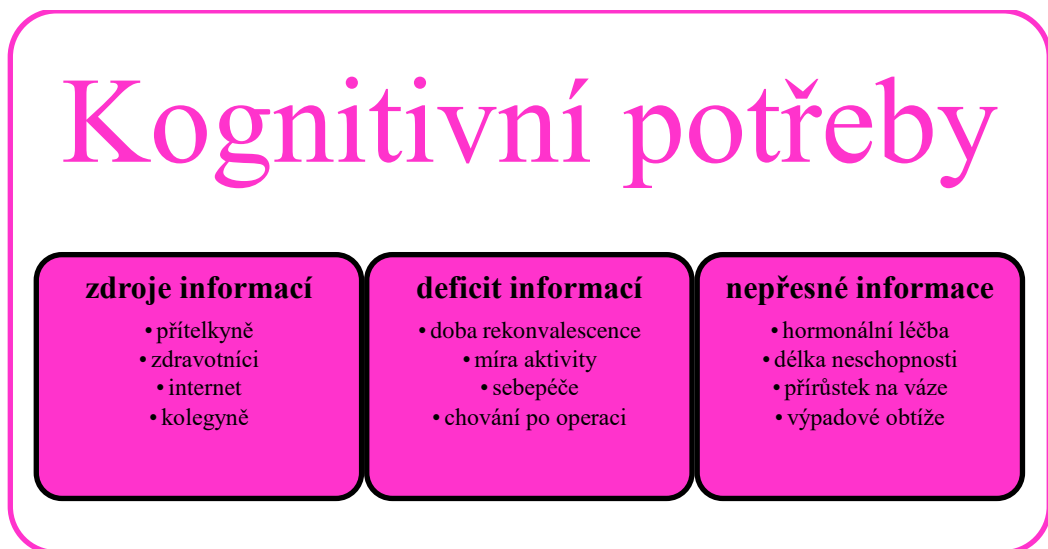 Kognitivní potřeby
zdroje informací
• přítelkyně
• zdravotníci
• internet
• kolegyně
deficit informací
• doba rekonvalescence
• míra aktivity
• sebepéče
• chování po operaci
nepřesné informace
• hormonální léčba
• délka neschopnosti
• přírůstek na váze
• výpadové obtíže